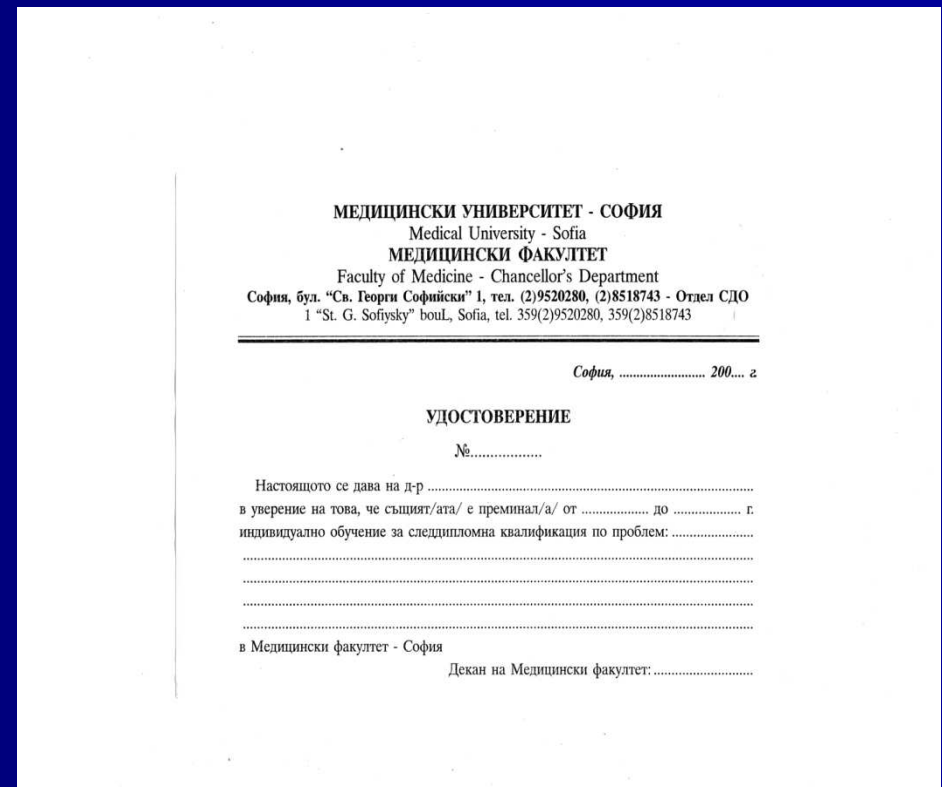 МЕДИЦИНСКИ УНИВЕРСИТЕТ - СОФИЯ
Medical University - Sofia
МЕДИЦИНСКИ ФАКУЛТЕТ
Faculty of Medicine - Chancellor's Department
София, бул. “Св. Георги Софийски” 1, тел. (2)9520280, (2)8518743 - Отдел СДО
1 “St. G. Sofiysky” bouL, Sofia, tel. 359(2)9520280, 359(2)8518743
София, ......................... 200.... г.
УДОСТОВЕРЕНИЕ
№..................
Настоящото се дава на д-р ...........................................................................................
в уверение на това, че същият/ата/ е преминал/а/ от ................... до ................... г.
индивидуално обучение за следдипломна квалификация по проблем: .......................
................................................................................................................................................
................................................................................................................................................
................................................................................................................................................
................................................................................................................................................
в Медицински факултет - София
Декан на Медицински факултет: ............................